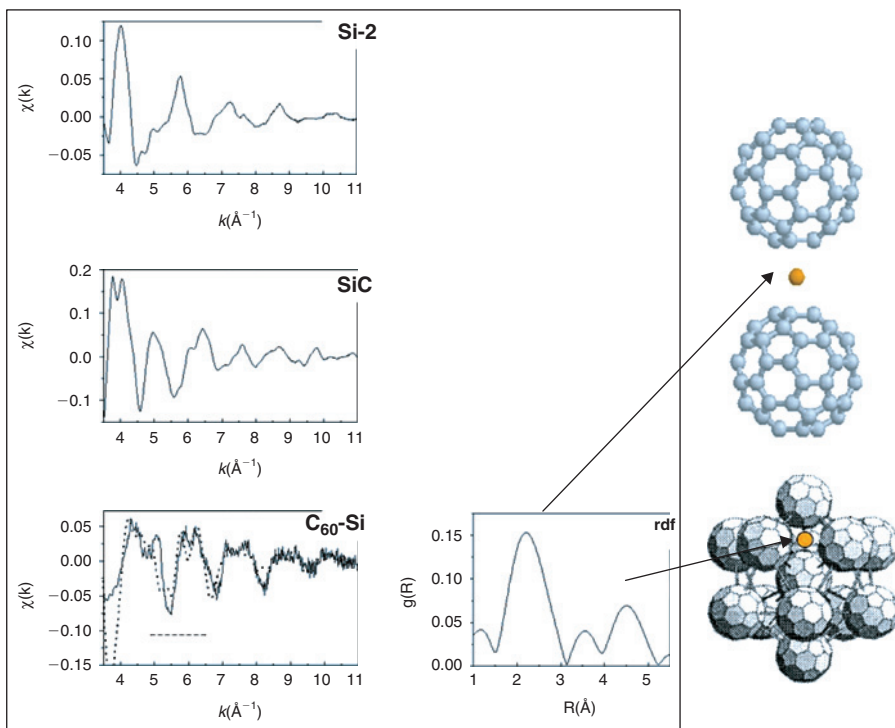 Si-2
χ(k)
0.10
0.05
0.00
−0.05
4 5 6 7 8 9 10 11
k(Å⁻¹)
SiC
χ(k)
0.2
0.1
0.0
−0.1
4 5 6 7 8 9 10 11
k(Å⁻¹)
C₆₀-Si
χ(k)
0.05
0.00
−0.05
−0.10
−0.15
4 5 6 7 8 9 10 11
k(Å⁻¹)
rdf
g(R)
0.15
0.10
0.05
0.00
1 2 3 4 5
R(Å)